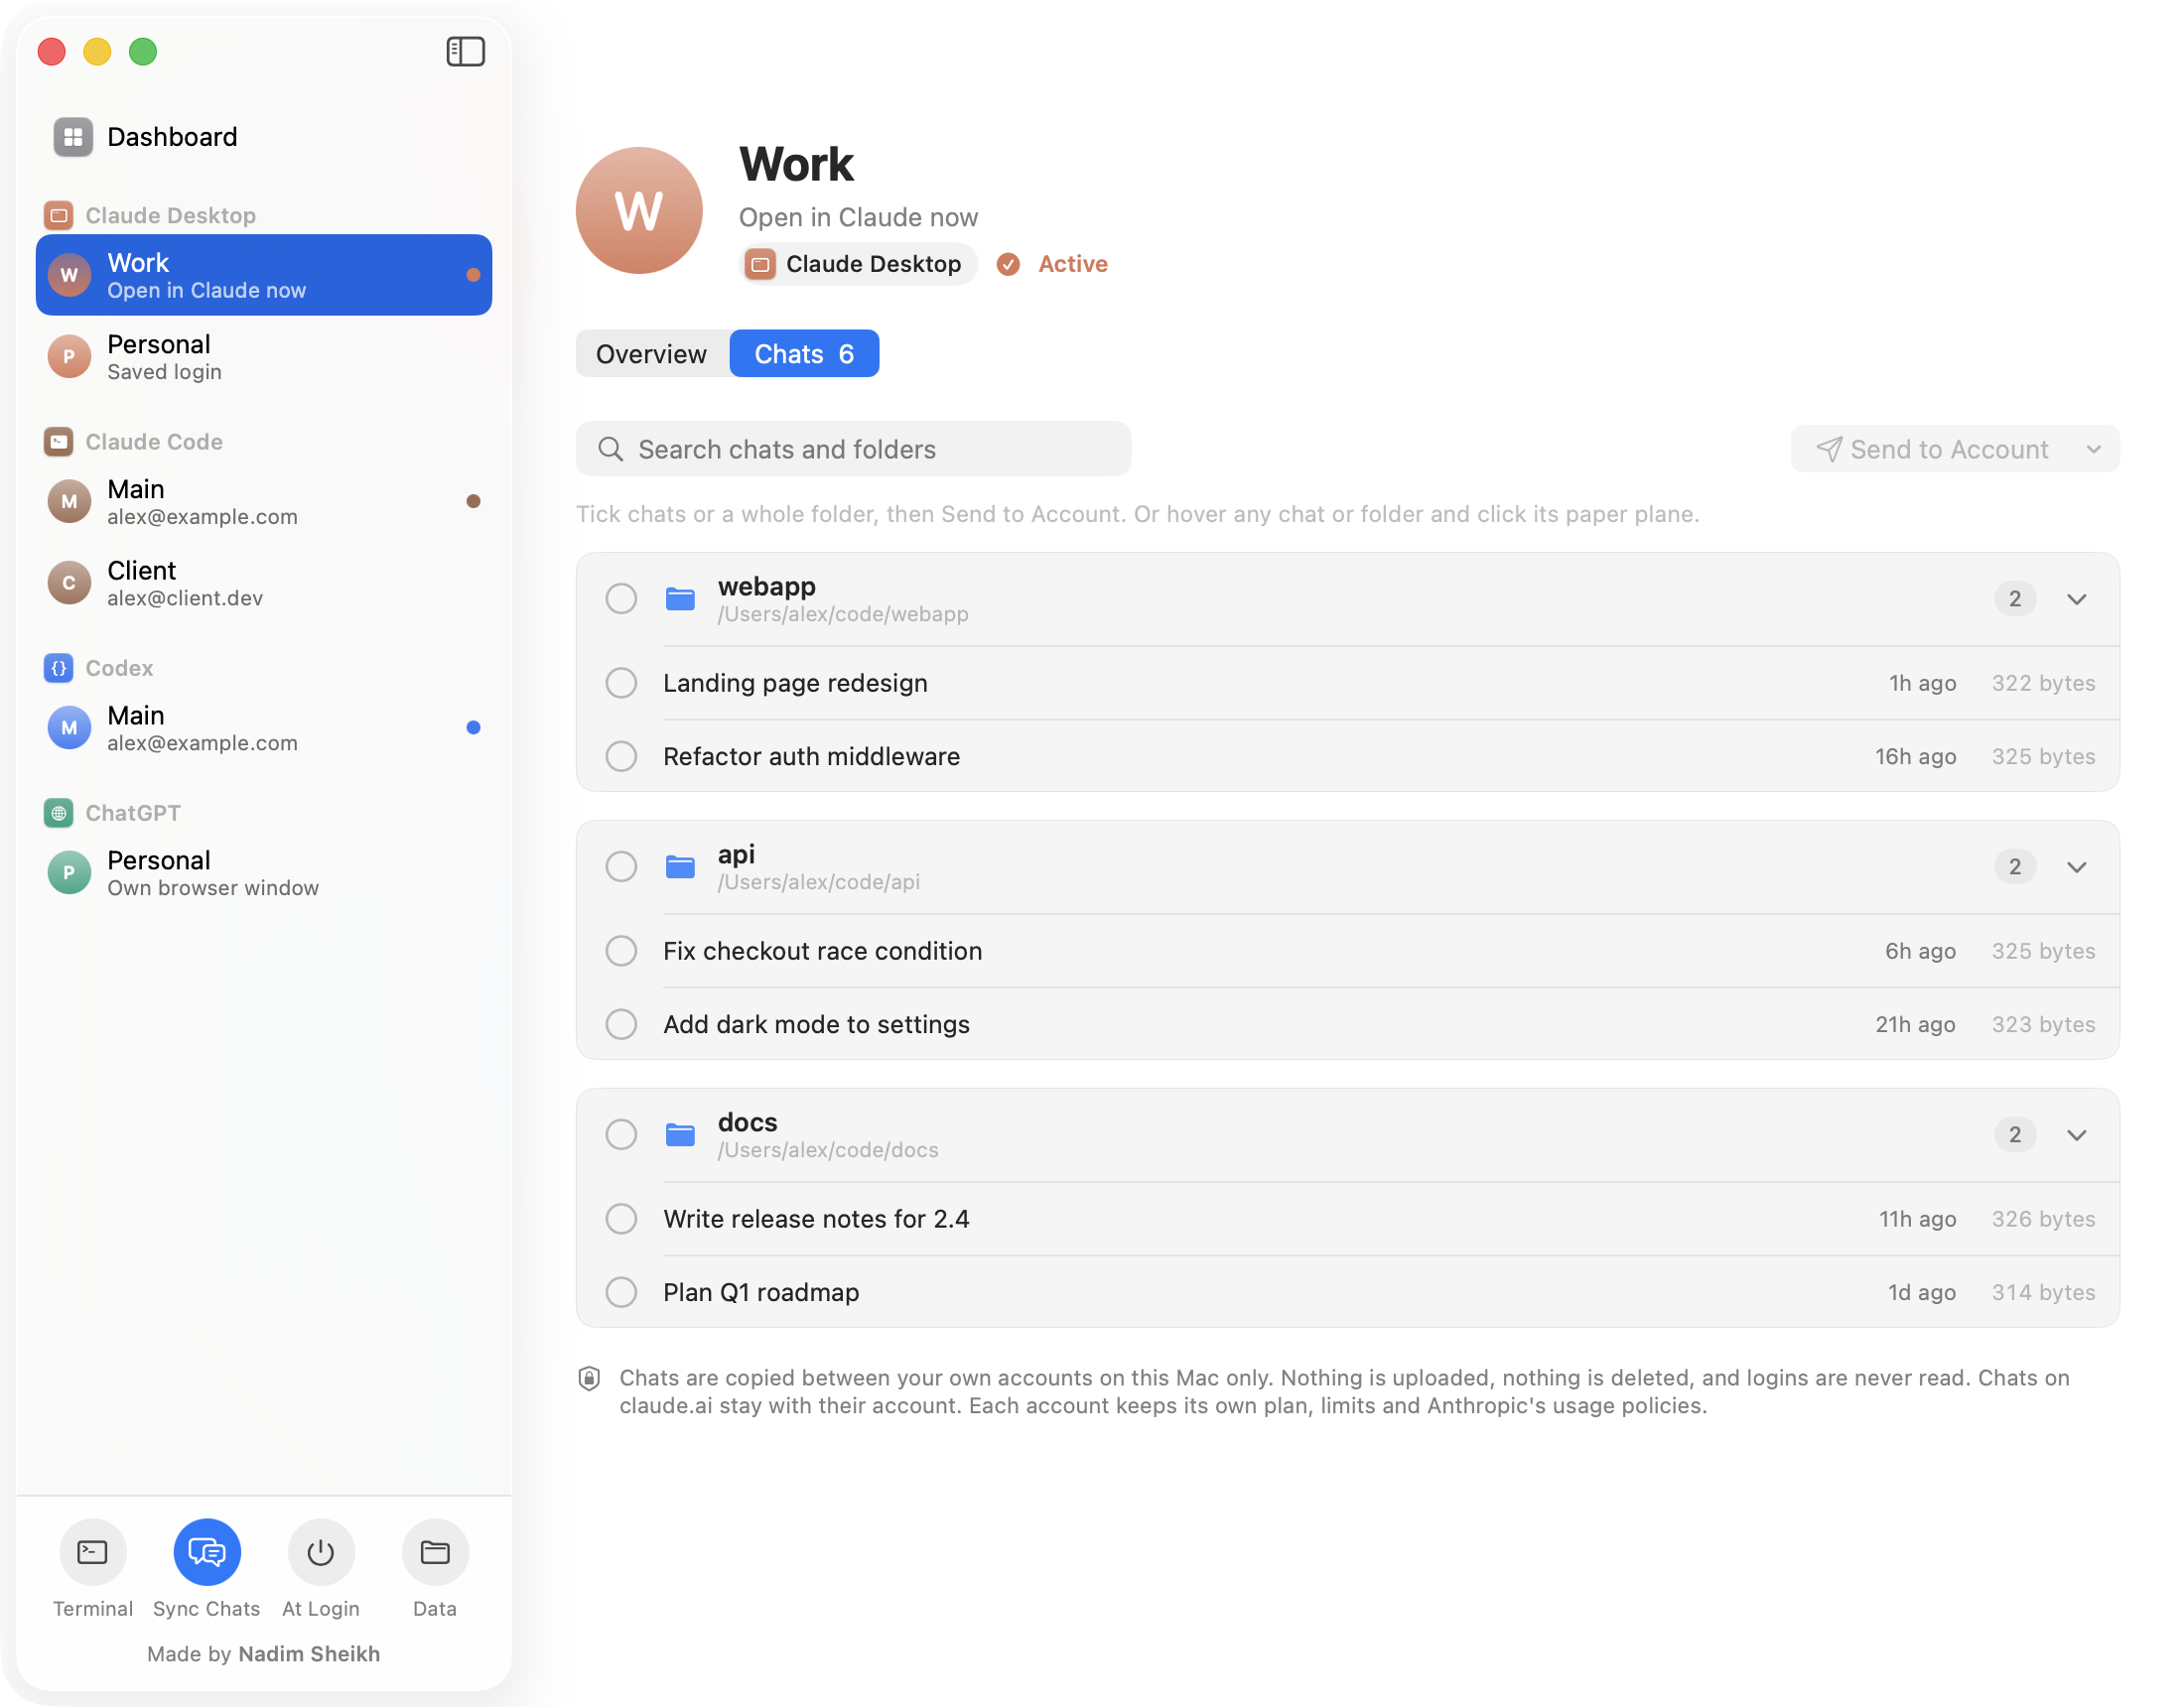 Dashboard
Claude Desktop
W
Work
Open in Claude now
P
Personal
Saved login
Claude Code
M
Main
alex@example.com
C
Client
alex@client.dev
{} Codex
M
Main
alex@example.com
ChatGPT
P
Personal
Own browser window
Terminal
Sync Chats
At Login
Data
Made by Nadim Sheikh
W
Work
Open in Claude now
Claude Desktop
Active
Overview
Chats 6
Search chats and folders
Send to Account
Tick chats or a whole folder, then Send to Account. Or hover any chat or folder and click its paper plane.
webapp
/Users/alex/code/webapp
2
Landing page redesign 1h ago 322 bytes
Refactor auth middleware 16h ago 325 bytes
api
/Users/alex/code/api
2
Fix checkout race condition 6h ago 325 bytes
Add dark mode to settings 21h ago 323 bytes
docs
/Users/alex/code/docs
2
Write release notes for 2.4 11h ago 326 bytes
Plan Q1 roadmap 1d ago 314 bytes
Chats are copied between your own accounts on this Mac only. Nothing is uploaded, nothing is deleted, and logins are never read. Chats on
claude.ai stay with their account. Each account keeps its own plan, limits and Anthropic's usage policies.